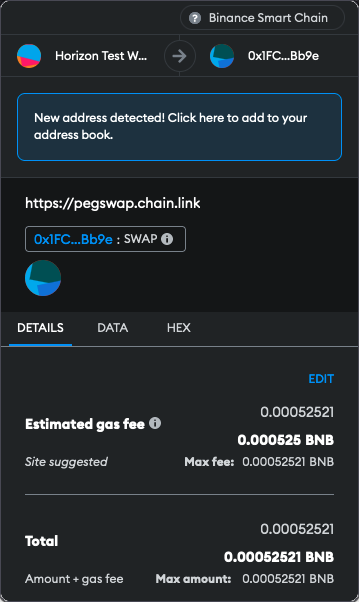 Binance Smart Chain
Horizon Test W...
0x1FC...Bb9e
New address detected! Click here to add to your
address book.
https://pegswap.chain.link
0x1FC...Bb9e : SWAP
DETAILS
DATA
HEX
EDIT
0.00052521
Estimated gas fee
0.000525 BNB
Site suggested
Max fee: 0.00052521 BNB
0.00052521
Total
0.00052521 BNB
Amount + gas fee
Max amount: 0.00052521 BNB